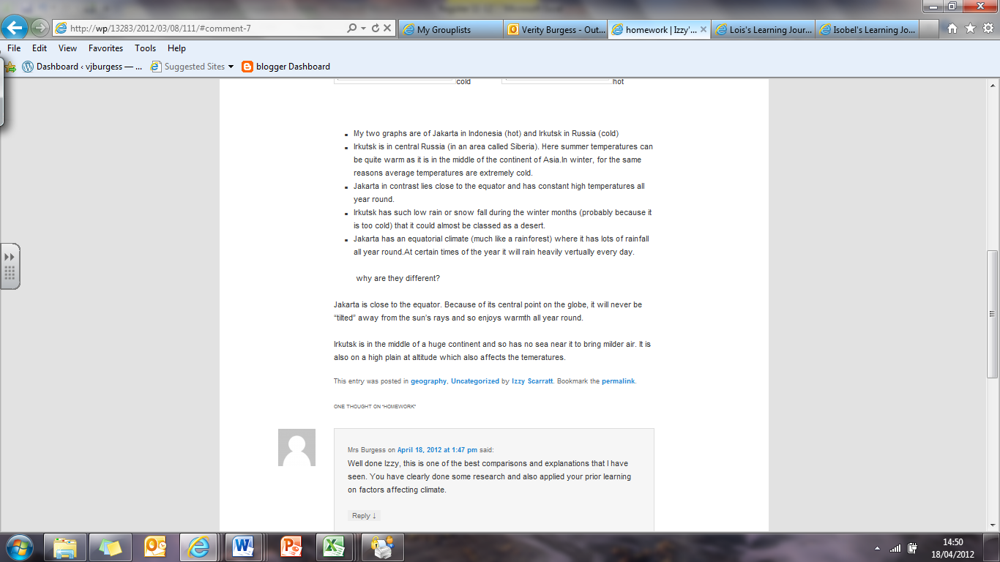 http://wp/13283/2012/03/08/111/#comment-7
My Grouplists
Verity Burgess - Out...
homework | Izzy'...
Lois's Learning Jour...
Isobel's Learning Jo...
File Edit View Favorites Tools Help
Dashboard ‹ vjburgess — ...
Suggested Sites
blogger Dashboard
cold
hot
My two graphs are of Jakarta in Indonesia (hot) and Irkutsk in Russia (cold)
Irkutsk is in central Russia (in an area called Siberia). Here summer temperatures can
be quite warm as it is in the middle of the continent of Asia.In winter, for the same
reasons average temperatures are extremely cold.
Jakarta in contrast lies close to the equator and has constant high temperatures all
year round.
Irkutsk has such low rain or snow fall during the winter months (probably because it
is too cold) that it could almost be classed as a desert.
Jakarta has an equatorial climate (much like a rainforest) where it has lots of rainfall
all year round.At certain times of the year it will rain heavily vertually every day.
why are they different?
Jakarta is close to the equator. Because of its central point on the globe, it will never be
“tilted” away from the sun’s rays and so enjoys warmth all year round.
Irkutsk is in the middle of a huge continent and so has no sea near it to bring milder air. It is
also on a high plain at altitude which also affects the temeratures.
This entry was posted in geography, Uncategorized by Izzy Scarratt. Bookmark the permalink.
ONE THOUGHT ON “HOMEWORK”
Mrs Burgess on April 18, 2012 at 1:47 pm said:
Well done Izzy, this is one of the best comparisons and explanations that I have
seen. You have clearly done some research and also applied your prior learning
on factors affecting climate.
Reply ↓
14:50
18/04/2012